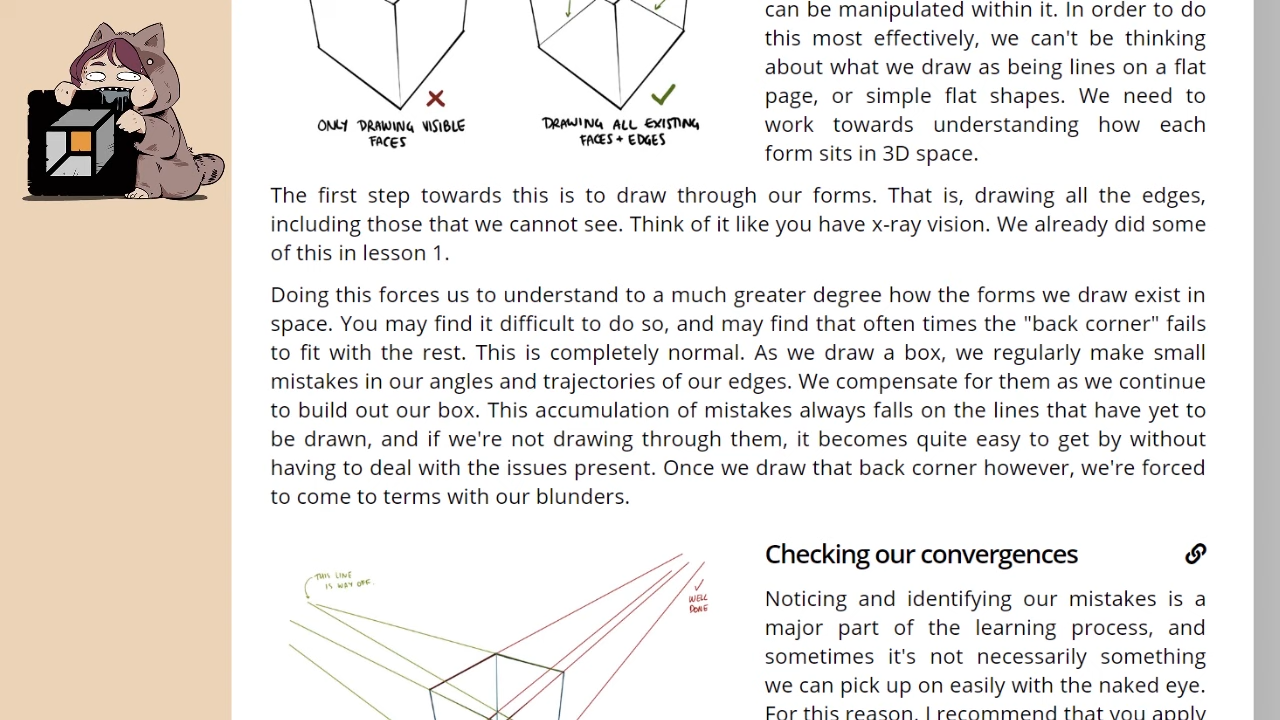 can be manipulated within it. In order to do
this most effectively, we can't be thinking
about what we draw as being lines on a flat
page, or simple flat shapes. We need to
work towards understanding how each
form sits in 3D space.
ONLY DRAWING VISIBLE
FACES
DRAWING ALL EXISTING
FACES + EDGES
The first step towards this is to draw through our forms. That is, drawing all the edges,
including those that we cannot see. Think of it like you have x-ray vision. We already did some
of this in lesson 1.
Doing this forces us to understand to a much greater degree how the forms we draw exist in
space. You may find it difficult to do so, and may find that often times the "back corner" fails
to fit with the rest. This is completely normal. As we draw a box, we regularly make small
mistakes in our angles and trajectories of our edges. We compensate for them as we continue
to build out our box. This accumulation of mistakes always falls on the lines that have yet to
be drawn, and if we're not drawing through them, it becomes quite easy to get by without
having to deal with the issues present. Once we draw that back corner however, we're forced
to come to terms with our blunders.
THIS LINE
IS WAY OFF.
WELL
DONE
Checking our convergences
Noticing and identifying our mistakes is a
major part of the learning process, and
sometimes it's not necessarily something
we can pick up on easily with the naked eye.
For this reason, I recommend that you apply